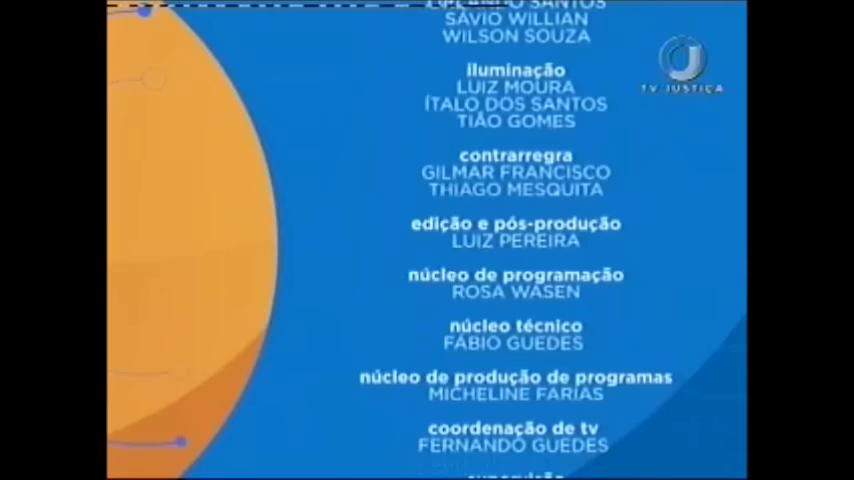 SÁVIO WILLIAN
WILSON SOUZA
iluminação
LUIZ MOURA
ÍTALO DOS SANTOS
TIÃO GOMES
contrarregra
GILMAR FRANCISCO
THIAGO MESQUITA
edição e pós-produção
LUIZ PEREIRA
núcleo de programação
ROSA WASEN
núcleo técnico
FÁBIO GUEDES
núcleo de produção de programas
MICHELINE FARIAS
coordenação de tv
FERNANDO GUEDES
J
TV JUSTIÇA